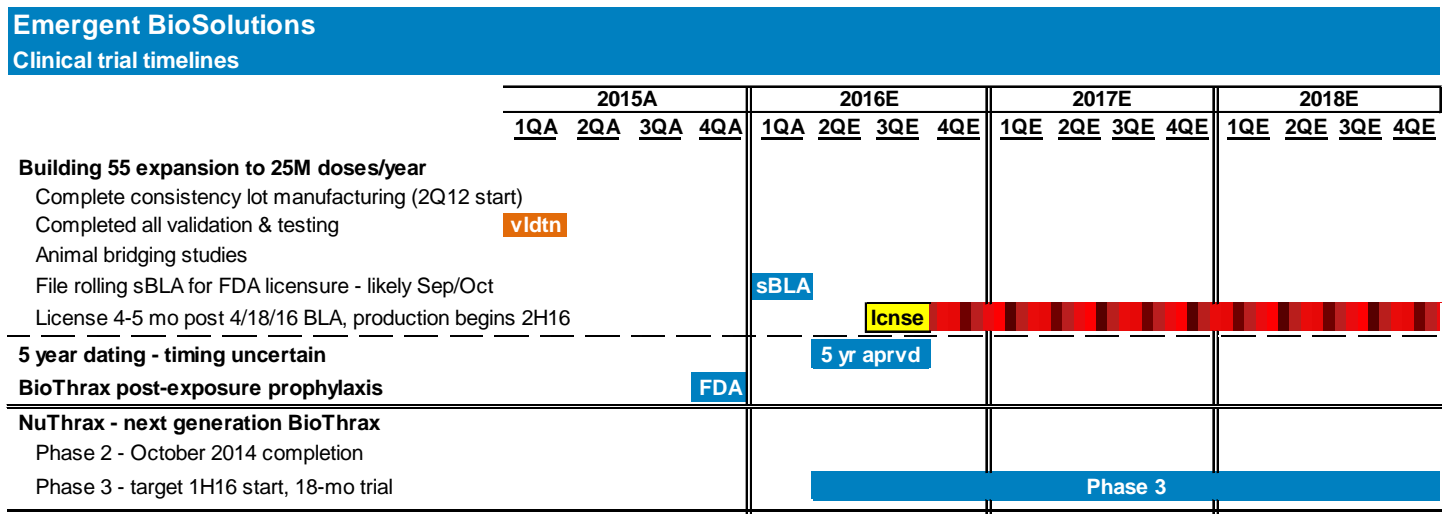 Emergent BioSolutions
Clinical trial timelines
2015A 2016E 2017E 2018E
1QA 2QA 3QA 4QA 1QA 2QE 3QE 4QE 1QE 2QE 3QE 4QE 1QE 2QE 3QE 4QE
Building 55 expansion to 25M doses/year
Complete consistency lot manufacturing (2Q12 start)
Completed all validation & testing vldtn
Animal bridging studies
File rolling sBLA for FDA licensure - likely Sep/Oct sBLA
License 4-5 mo post 4/18/16 BLA, production begins 2H16 lcnse
5 year dating - timing uncertain 5 yr aprvd
BioThrax post-exposure prophylaxis FDA
NuThrax - next generation BioThrax
Phase 2 - October 2014 completion
Phase 3 - target 1H16 start, 18-mo trial Phase 3